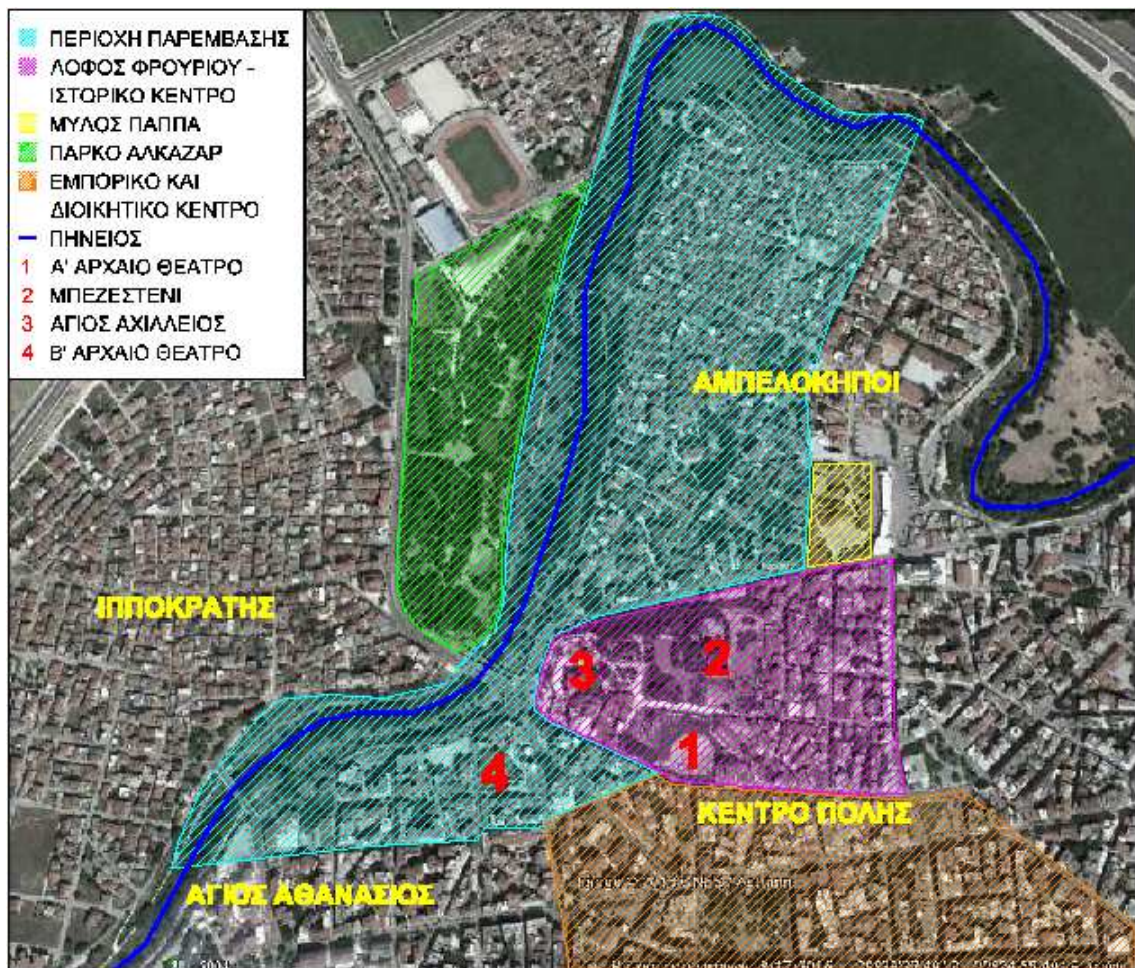 ΠΕΡΙΟΧΗ ΠΑΡΕΜΒΑΣΗΣ
ΛΟΦΟΣ ΦΡΟΥΡΙΟΥ -
ΙΣΤΟΡΙΚΟ ΚΕΝΤΡΟ
ΜΥΛΟΣ ΠΑΠΠΑ
ΠΑΡΚΟ ΑΛΚΑΖΑΡ
ΕΜΠΟΡΙΚΟ ΚΑΙ
ΔΙΟΙΚΗΤΙΚΟ ΚΕΝΤΡΟ
ΠΗΝΕΙΟΣ
1 Α' ΑΡΧΑΙΟ ΘΕΑΤΡΟ
2 ΜΠΕΖΕΣΤΕΝΙ
3 ΑΓΙΟΣ ΑΧΙΛΛΕΙΟΣ
4 Β' ΑΡΧΑΙΟ ΘΕΑΤΡΟ
ΑΜΠΕΛΟΚΗΠΟΙ
ΙΠΠΟΚΡΑΤΗΣ
3
2
1
4
ΚΕΝΤΡΟ ΠΟΛΗΣ
ΑΓΙΟΣ ΑΘΑΝΑΣΙΟΣ